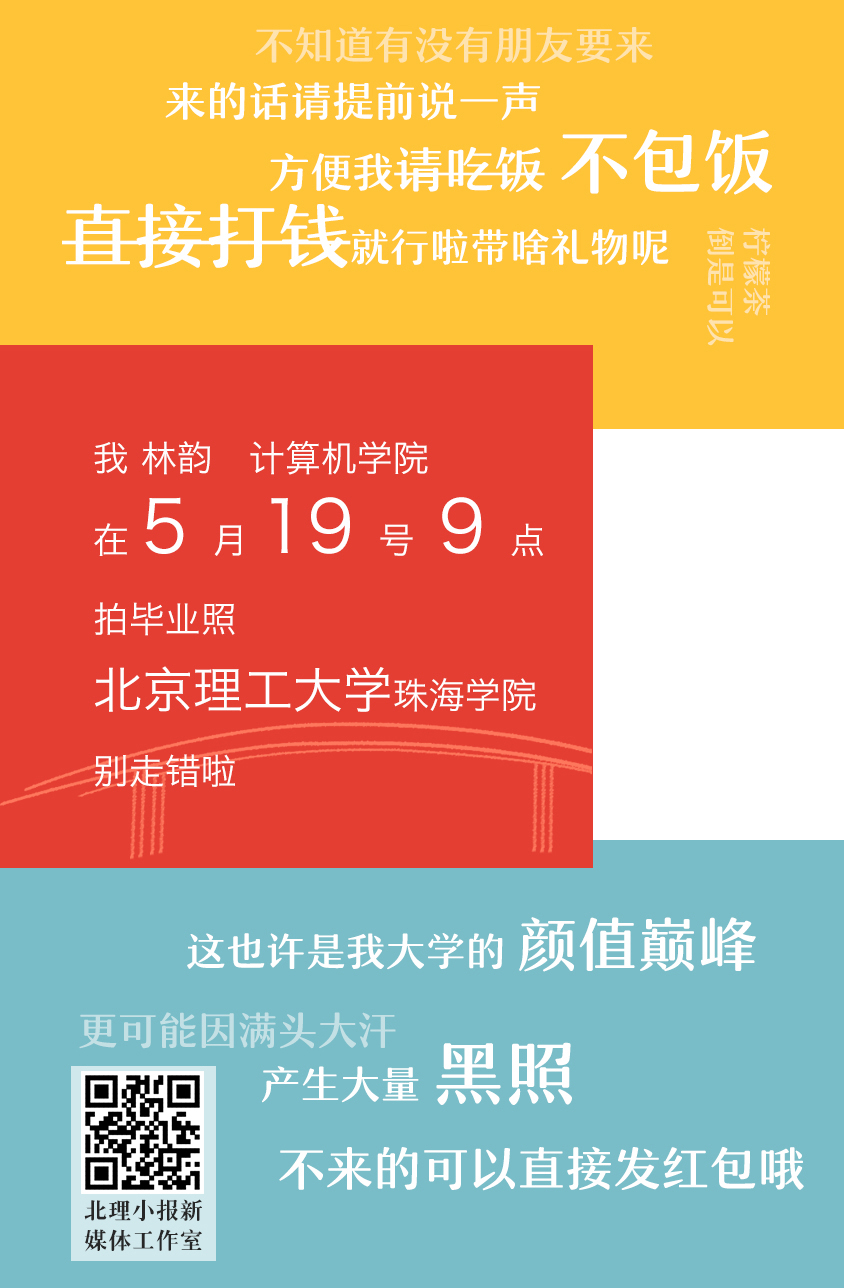 不知道有没有朋友要来
来的话请提前说一声
方便我请吃饭 不包饭
直接打钱就行啦带啥礼物呢
柠檬茶
倒是可以
我 林韵 计算机学院
在 5 月 19 号 9 点
拍毕业照
北京理工大学珠海学院
别走错啦
这也许是我大学的 颜值巅峰
更可能因满头大汗
产生大量 黑照
不来的可以直接发红包哦
北理小报新
媒体工作室